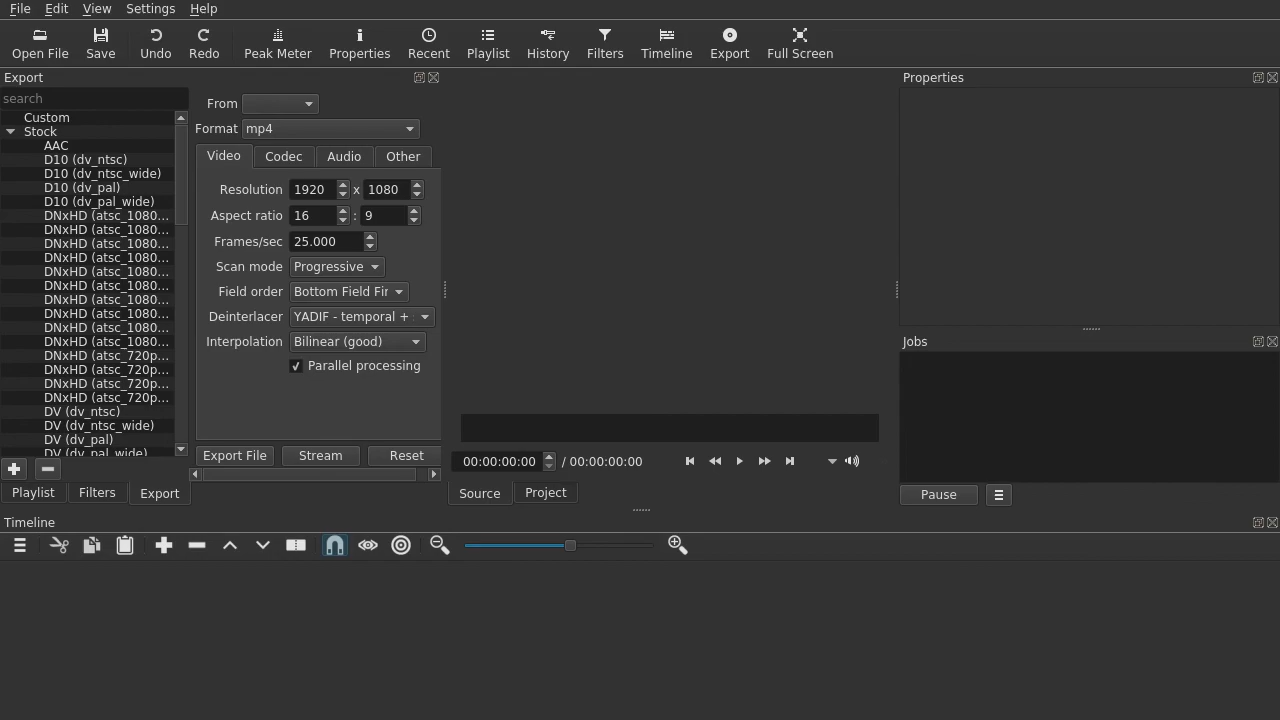 File Edit View Settings Help
Open File Save Undo Redo Peak Meter Properties Recent Playlist History Filters Timeline Export Full Screen
Export
search
Custom
Stock
AAC
D10 (dv_ntsc)
D10 (dv_ntsc_wide)
D10 (dv_pal)
D10 (dv_pal_wide)
DNxHD (atsc_1080...
DNxHD (atsc_1080...
DNxHD (atsc_1080...
DNxHD (atsc_1080...
DNxHD (atsc_1080...
DNxHD (atsc_1080...
DNxHD (atsc_1080...
DNxHD (atsc_1080...
DNxHD (atsc_1080...
DNxHD (atsc_1080...
DNxHD (atsc_720p...
DNxHD (atsc_720p...
DNxHD (atsc_720p...
DNxHD (atsc_720p...
DV (dv_ntsc)
DV (dv_ntsc_wide)
DV (dv_pal)
DV (dv_pal_wide)
From
Format mp4
Video Codec Audio Other
Resolution 1920 x 1080
Aspect ratio 16 : 9
Frames/sec 25.000
Scan mode Progressive
Field order Bottom Field Fir
Deinterlacer YADIF - temporal +
Interpolation Bilinear (good)
Parallel processing
Export File Stream Reset
Playlist Filters Export
00:00:00:00 / 00:00:00:00
Source Project
Properties
Jobs
Pause
Timeline